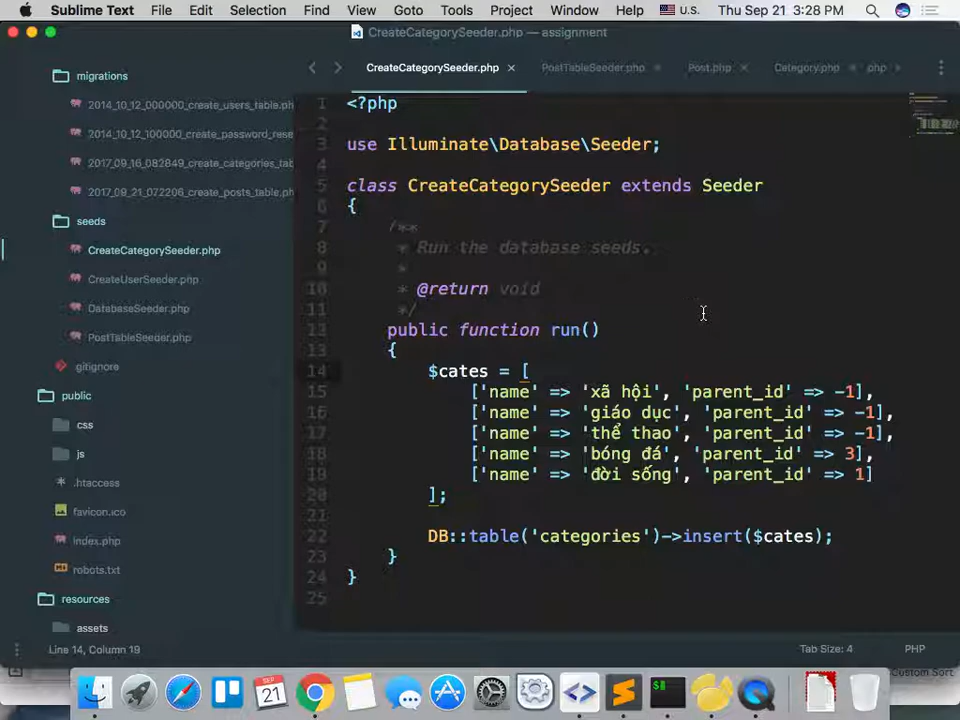 Sublime Text File Edit Selection Find View Goto Tools Project Window Help U.S. Thu Sep 21 3:28 PM
CreateCategorySeeder.php — assignment
migrations
2014_10_12_000000_create_users_table.ph
2014_10_12_100000_create_password_rese
2017_09_16_082849_create_categories_tab
2017_09_21_072206_create_posts_table.ph
seeds
CreateCategorySeeder.php
CreateUserSeeder.php
DatabaseSeeder.php
PostTableSeeder.php
.gitignore
public
css
js
.htaccess
favicon.ico
index.php
robots.txt
resources
assets
CreateCategorySeeder.php × PostTableSeeder.php × Post.php × Category.php × php ×
1 <?php
2
3 use Illuminate\Database\Seeder;
4
5 class CreateCategorySeeder extends Seeder
6 {
7 /**
8 * Run the database seeds.
9 *
10 * @return void
11 */
12 public function run()
13 {
14 $cates = [
15 ['name' => 'xã hội', 'parent_id' => -1],
16 ['name' => 'giáo dục', 'parent_id' => -1],
17 ['name' => 'thể thao', 'parent_id' => -1],
18 ['name' => 'bóng đá', 'parent_id' => 3],
19 ['name' => 'đời sống', 'parent_id' => 1]
20 ];
21
22 DB::table('categories')->insert($cates);
23 }
24 }
25
Line 14, Column 19 Tab Size: 4 PHP
Custom Sort
SEP
21